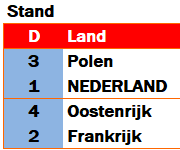 Stand
D Land
3 Polen
1 NEDERLAND
4 Oostenrijk
2 Frankrijk